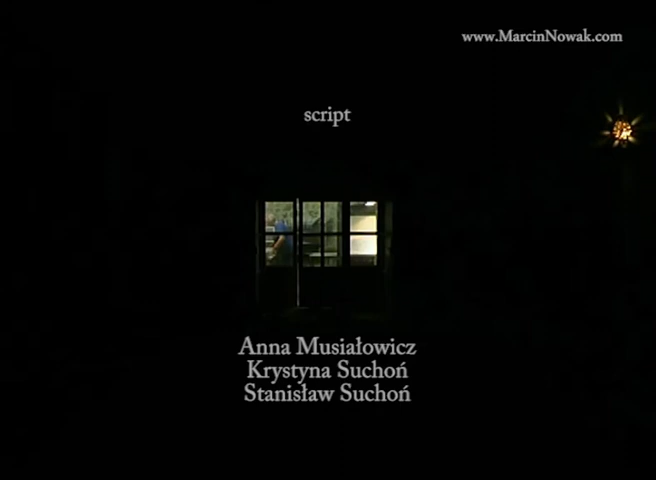 www.MarcinNowak.com
script
Anna Musiałowicz
Krystyna Suchoń
Stanisław Suchoń